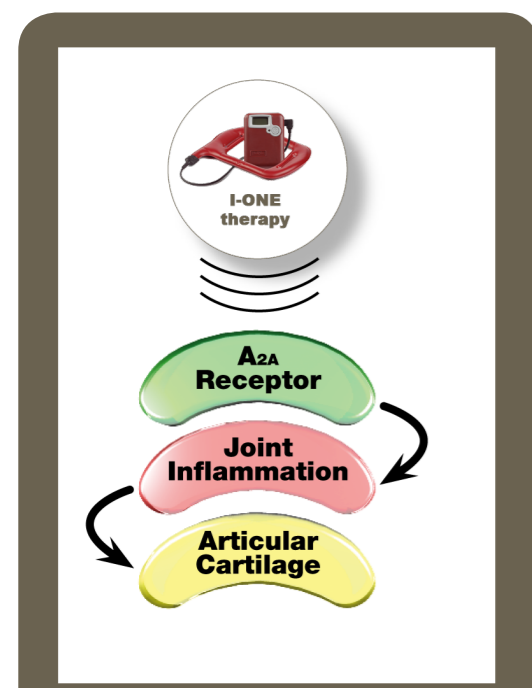 I-ONE
therapy
A2A
Receptor
Joint
Inflammation
Articular
Cartilage